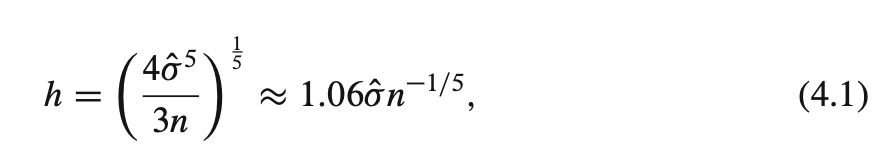 h = (4σ̂⁵/3n)^(1/5) ≈ 1.06σ̂n^(−1/5), (4.1)